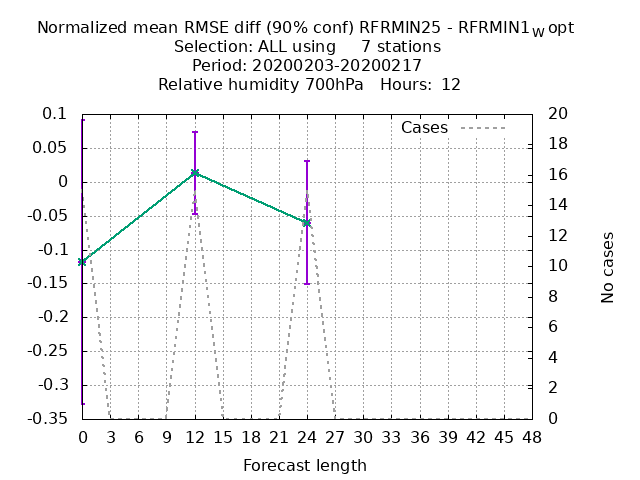 Normalized mean RMSE diff (90% conf) RFRMIN25 - RFRMIN1wopt
Selection: ALL using 7 stations
Period: 20200203-20200217
Relative humidity 700hPa Hours: 12
Cases
0.1
0.05
0
-0.05
-0.1
-0.15
-0.2
-0.25
-0.3
-0.35
20
18
16
14
12
10
8
6
4
2
0
No cases
0 3 6 9 12 15 18 21 24 27 30 33 36 39 42 45 48
Forecast length